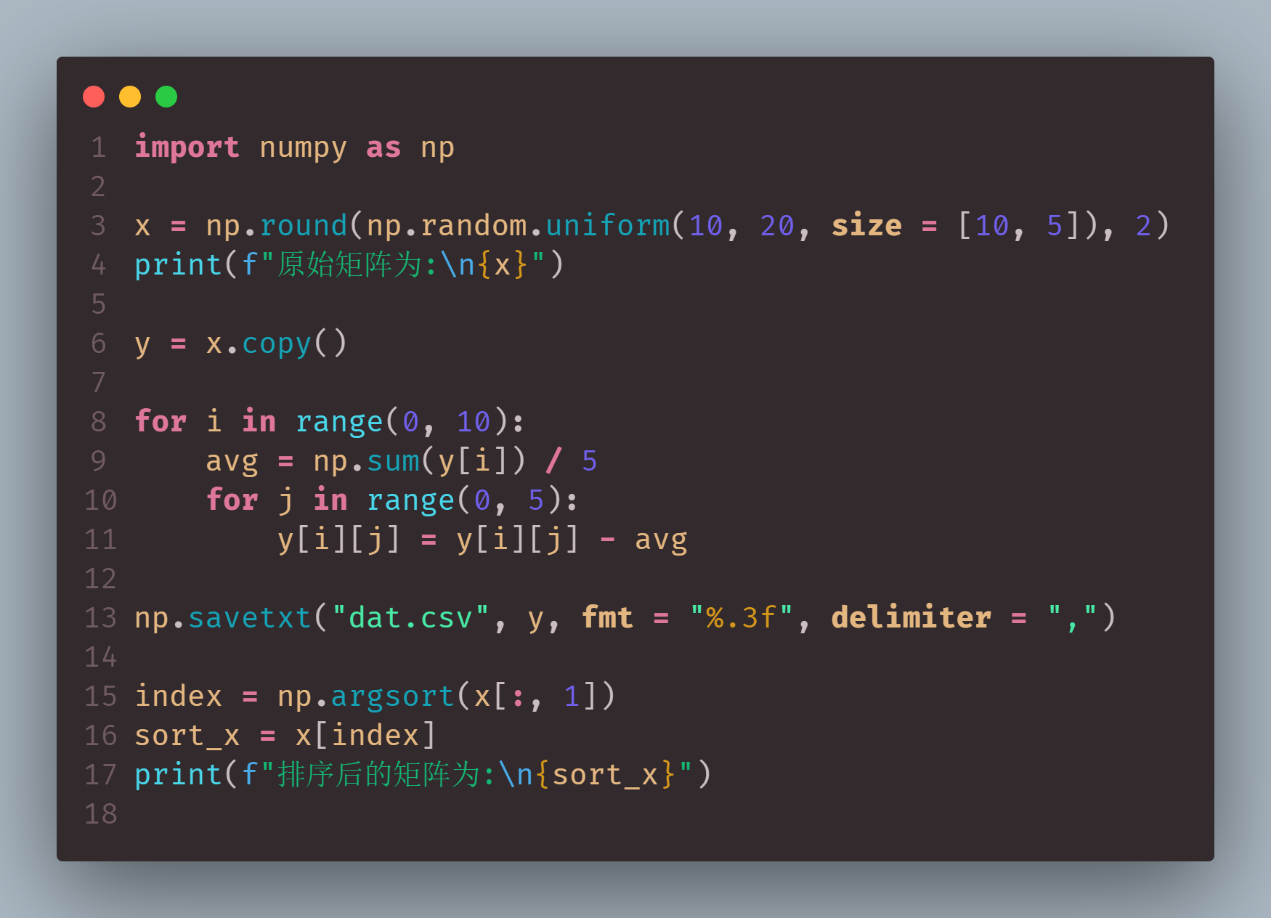 1 import numpy as np
2
3 x = np.round(np.random.uniform(10, 20, size = [10, 5]), 2)
4 print(f"原始矩阵为:\n{x}")
5
6 y = x.copy()
7
8 for i in range(0, 10):
9     avg = np.sum(y[i]) / 5
10     for j in range(0, 5):
11         y[i][j] = y[i][j] - avg
12
13 np.savetxt("dat.csv", y, fmt = "%.3f", delimiter = ",")
14
15 index = np.argsort(x[:, 1])
16 sort_x = x[index]
17 print(f"排序后的矩阵为:\n{sort_x}")
18